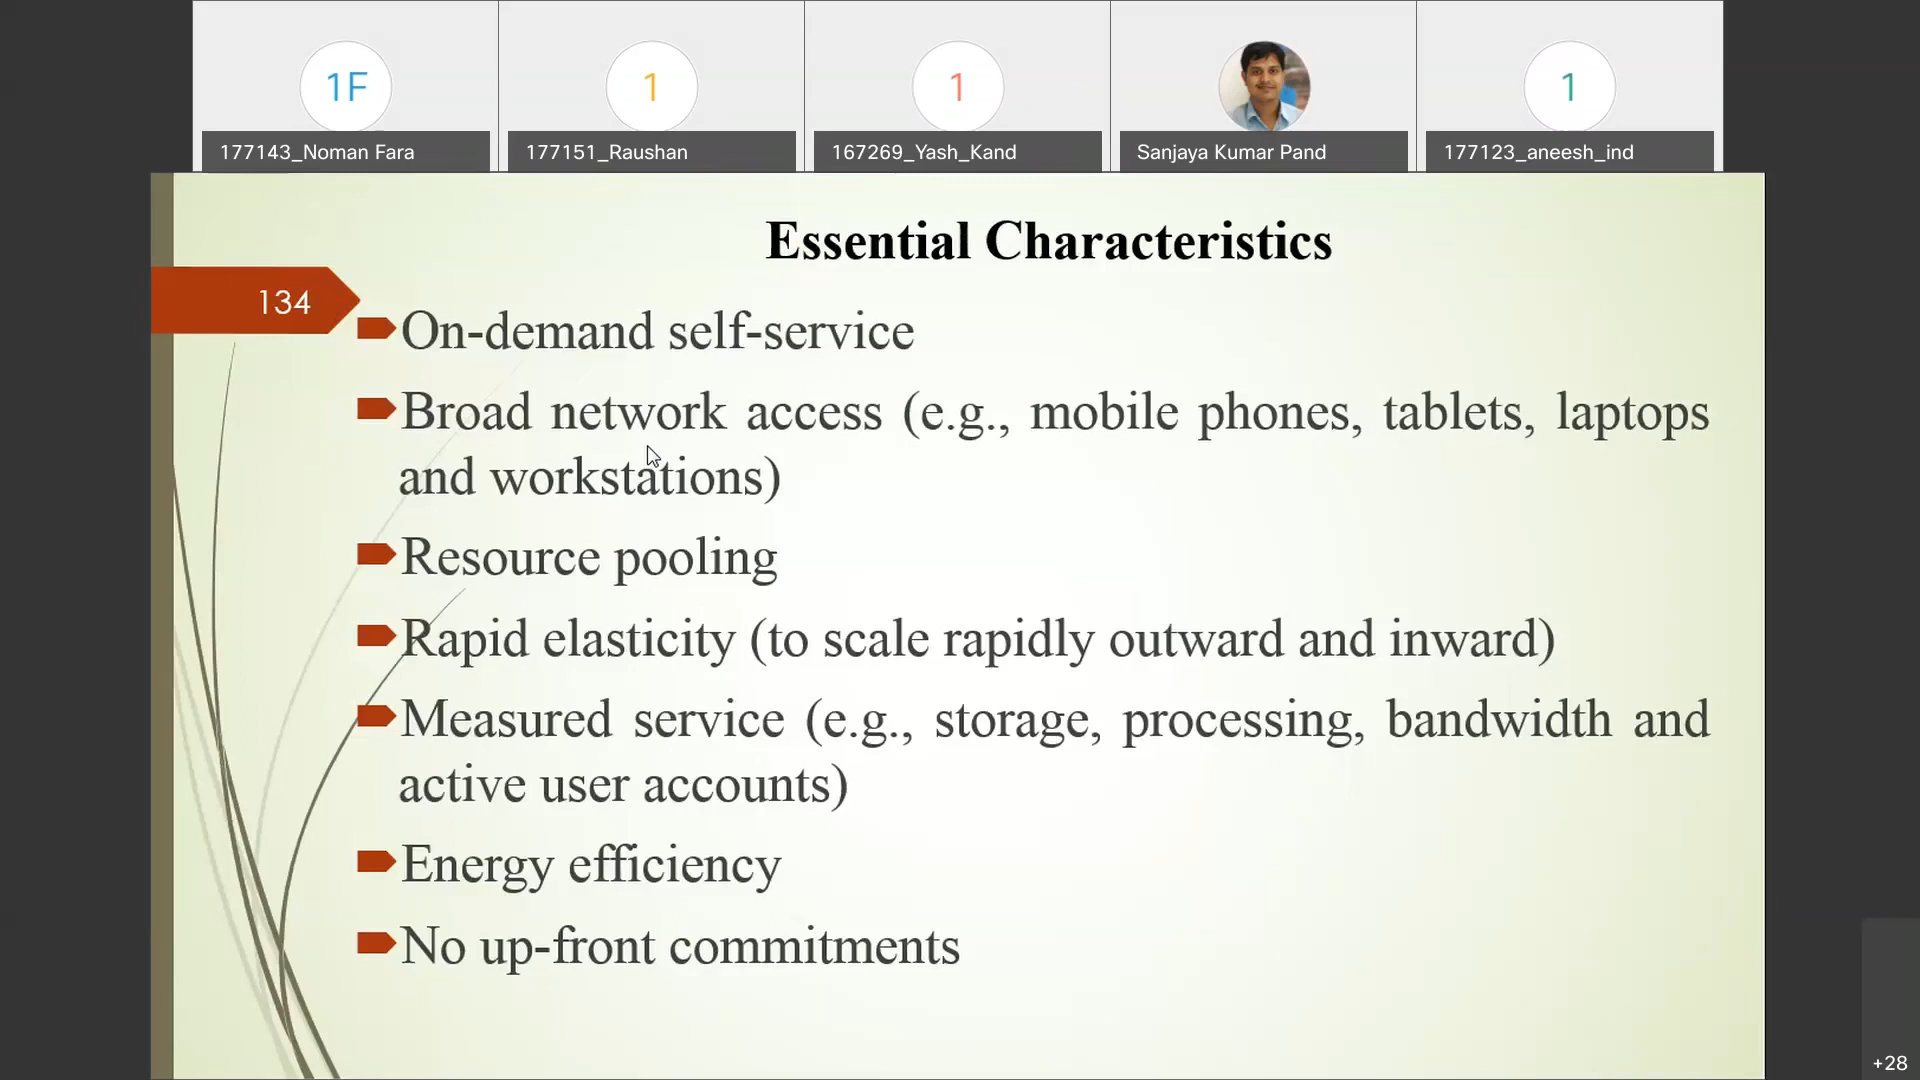 1F
1
1
1
177143_Noman Fara
177151_Raushan
167269_Yash_Kand
Sanjaya Kumar Pand
177123_aneesh_ind
Essential Characteristics
134
On-demand self-service
Broad network access (e.g., mobile phones, tablets, laptops
and workstations)
Resource pooling
Rapid elasticity (to scale rapidly outward and inward)
Measured service (e.g., storage, processing, bandwidth and
active user accounts)
Energy efficiency
No up-front commitments
+28